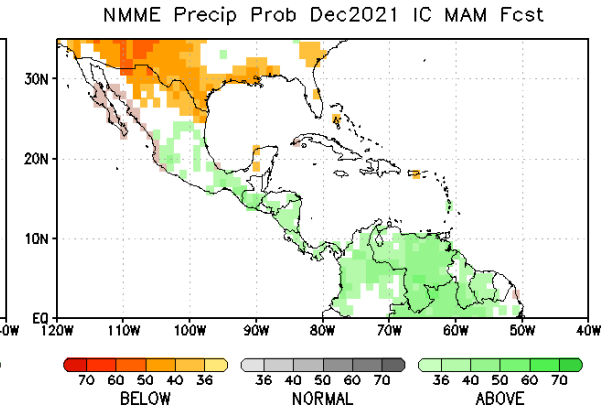 NMME Precip Prob Dec2021 IC MAM Fcst
30N
20N
10N
EQ
0W 120W 110W 100W 90W 80W 70W 60W 50W 40W
70 60 50 40 36 36 40 50 60 70 36 40 50 60 70
BELOW NORMAL ABOVE